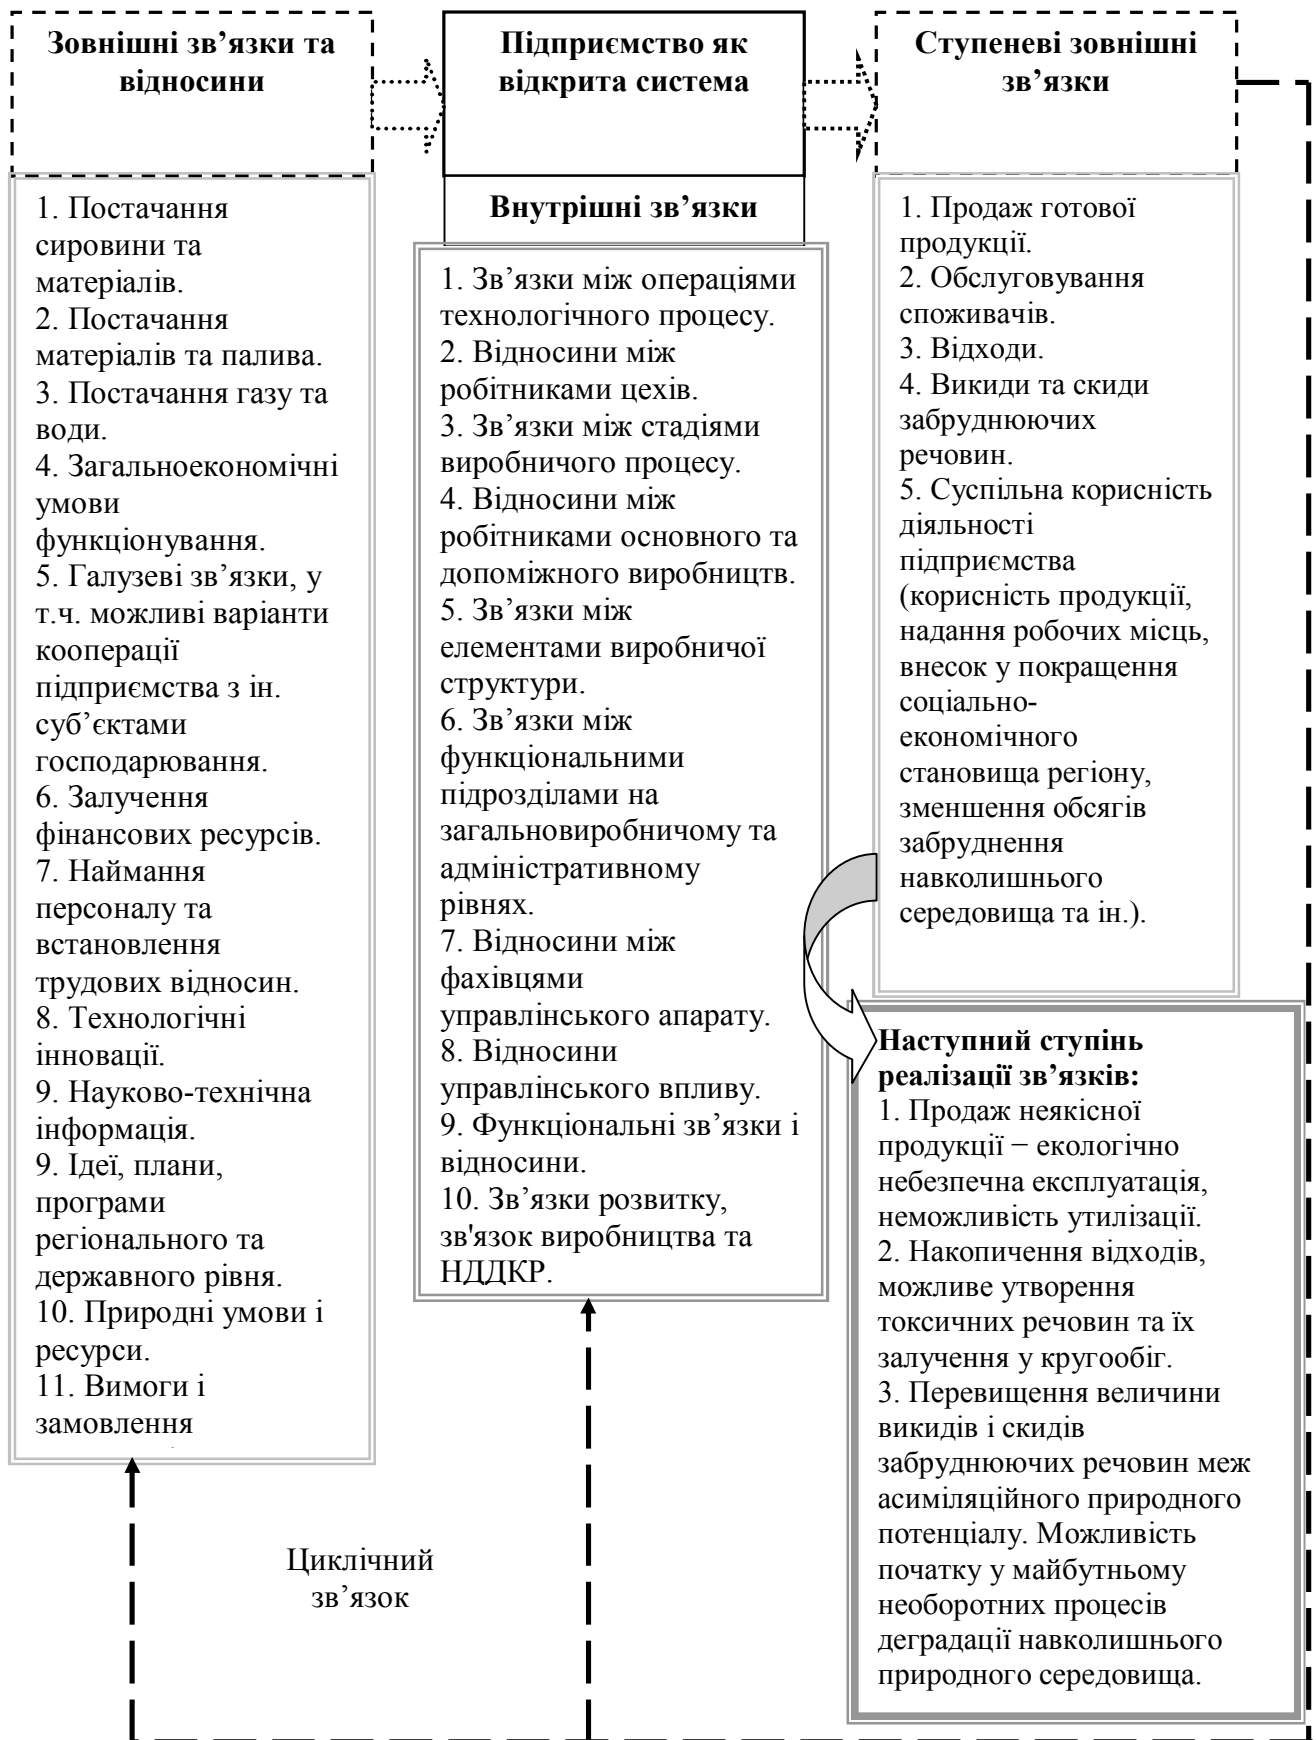 Зовнішні зв’язки та
відносини
1. Постачання
сировини та
матеріалів.
2. Постачання
матеріалів та палива.
3. Постачання газу та
води.
4. Загальноекономічні
умови
функціонування.
5. Галузеві зв’язки, у
т.ч. можливі варіанти
кооперації
підприємства з ін.
суб’єктами
господарювання.
6. Залучення
фінансових ресурсів.
7. Наймання
персоналу та
встановлення
трудових відносин.
8. Технологічні
інновації.
9. Науково-технічна
інформація.
9. Ідеї, плани,
програми
регіонального та
державного рівня.
10. Природні умови і
ресурси.
11. Вимоги і
замовлення
Підприємство як
відкрита система
Внутрішні зв’язки
1. Зв’язки між операціями
технологічного процесу.
2. Відносини між
робітниками цехів.
3. Зв’язки між стадіями
виробничого процесу.
4. Відносини між
робітниками основного та
допоміжного виробництв.
5. Зв’язки між
елементами виробничої
структури.
6. Зв’язки між
функціональними
підрозділами на
загальновиробничому та
адміністративному
рівнях.
7. Відносини між
фахівцями
управлінського апарату.
8. Відносини
управлінського впливу.
9. Функціональні зв’язки і
відносини.
10. Зв’язки розвитку,
зв'язок виробництва та
НДДКР.
Ступеневі зовнішні
зв’язки
1. Продаж готової
продукції.
2. Обслуговування
споживачів.
3. Відходи.
4. Викиди та скиди
забруднюючих
речовин.
5. Суспільна корисність
діяльності
підприємства
(корисність продукції,
надання робочих місць,
внесок у покращення
соціально-
економічного
становища регіону,
зменшення обсягів
забруднення
навколишнього
середовища та ін.).
Наступний ступінь
реалізації зв’язків:
1. Продаж неякісної
продукції − екологічно
небезпечна експлуатація,
неможливість утилізації.
2. Накопичення відходів,
можливе утворення
токсичних речовин та їх
залучення у кругообіг.
3. Перевищення величини
викидів і скидів
забруднюючих речовин меж
асиміляційного природного
потенціалу. Можливість
початку у майбутньому
необоротних процесів
деградації навколишнього
природного середовища.
Циклічний
зв’язок